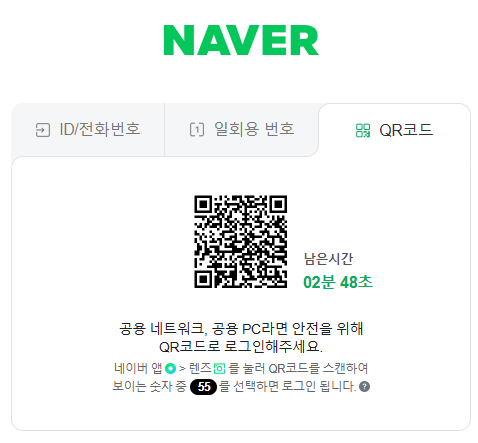 NAVER
ID/전화번호
일회용 번호
QR코드
남은시간
02분 48초
공용 네트워크, 공용 PC라면 안전을 위해
QR코드로 로그인해주세요.
네이버 앱 > 렌즈 를 눌러 QR코드를 스캔하여
보이는 숫자 중 55 를 선택하면 로그인 됩니다. ?